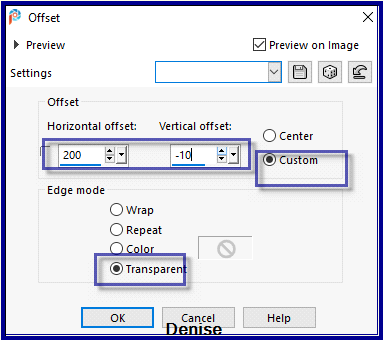 Offset
Preview
Preview on Image
Settings
Offset
Horizontal offset: Vertical offset:
200 -10
Center
Custom
Edge mode
Wrap
Repeat
Color
Transparent
OK Cancel Help
Denise